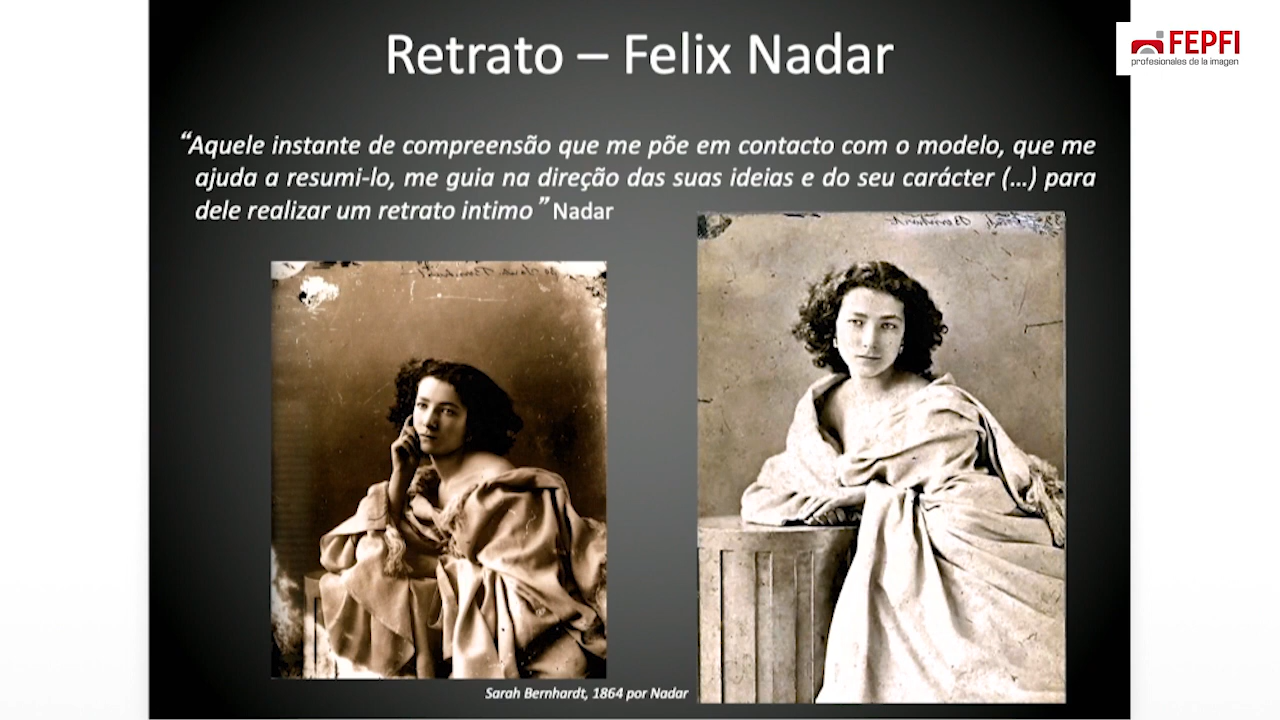 Retrato – Felix Nadar
FEPFI
profesionales de la imagen
“Aquele instante de compreensão que me põe em contacto com o modelo, que me
ajuda a resumi-lo, me guia na direção das suas ideias e do seu carácter (…) para
dele realizar um retrato intimo” Nadar
Sarah Bernhardt, 1864 por Nadar